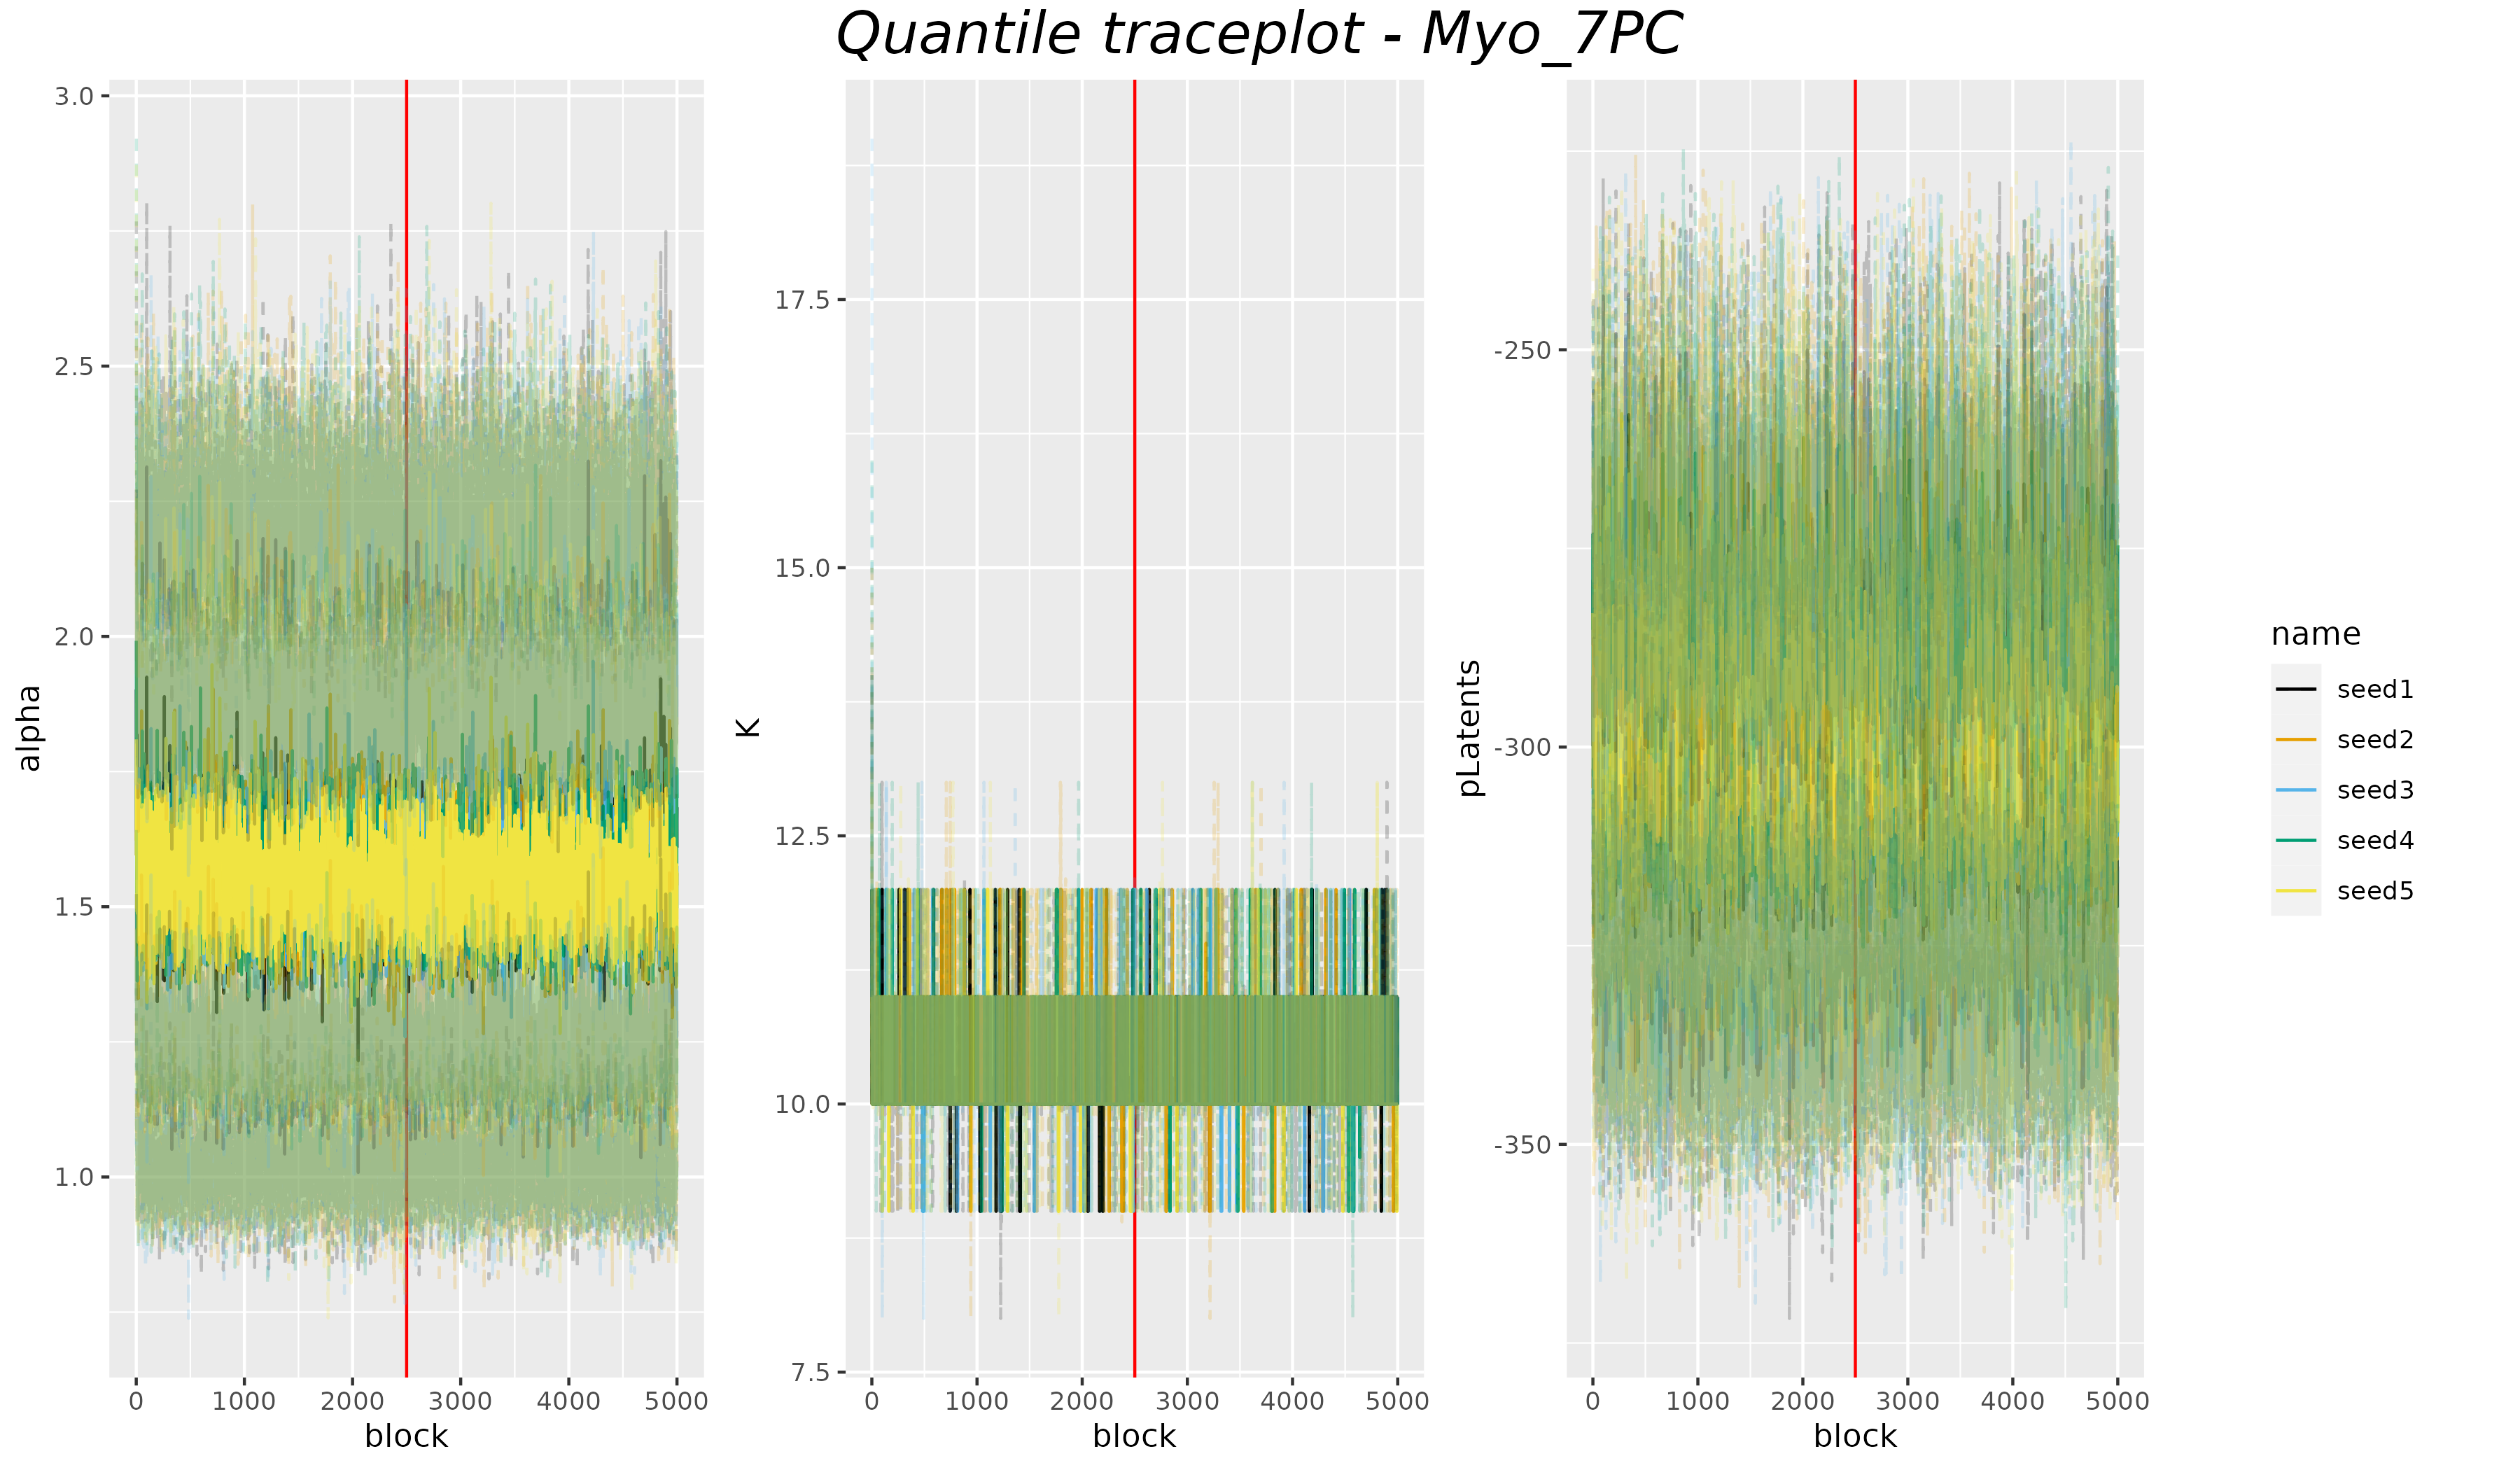 Quantile traceplot - Myo_7PC
alpha
3.0
2.5
2.0
1.5
1.0
0 1000 2000 3000 4000 5000
block
K
17.5
15.0
12.5
10.0
7.5
0 1000 2000 3000 4000 5000
block
pLatents
-250
-300
-350
0 1000 2000 3000 4000 5000
block
name
seed1
seed2
seed3
seed4
seed5